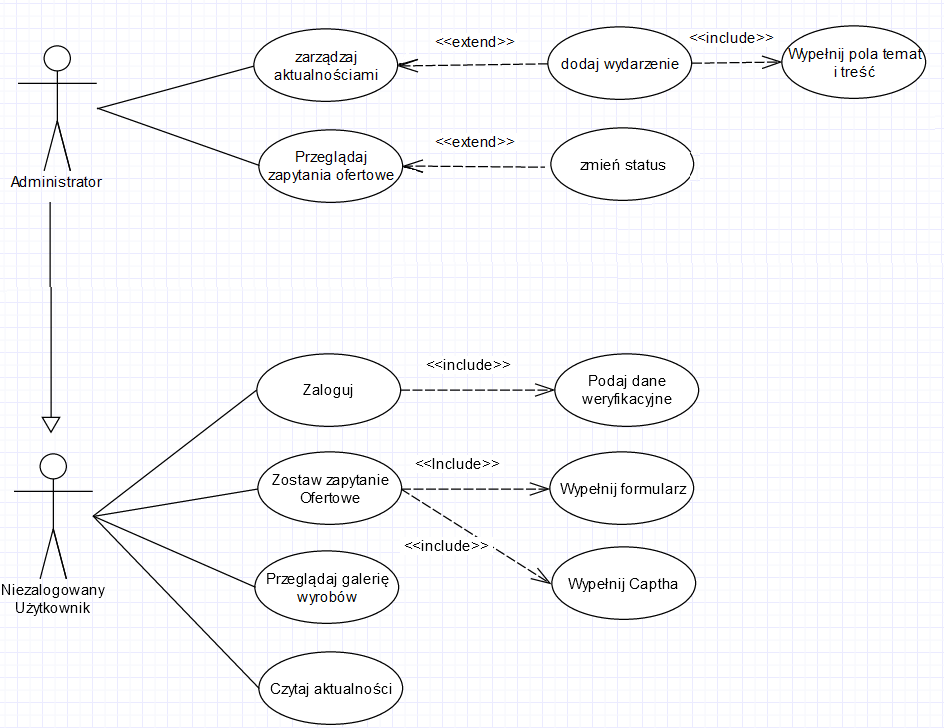 zarządzaj
aktualnościami
<<extend>>
dodaj wydarzenie
<<include>>
Wypełnij pola temat
i treść
Administrator
Przeglądaj
zapytania ofertowe
<<extend>>
zmień status
Zaloguj
<<include>>
Podaj dane
weryfikacyjne
Niezalogowany
Użytkownik
Zostaw zapytanie
Ofertowe
<<Include>>
Wypełnij formularz
<<include>>
Wypełnij Captha
Przeglądaj galerię
wyrobów
Czytaj aktualności